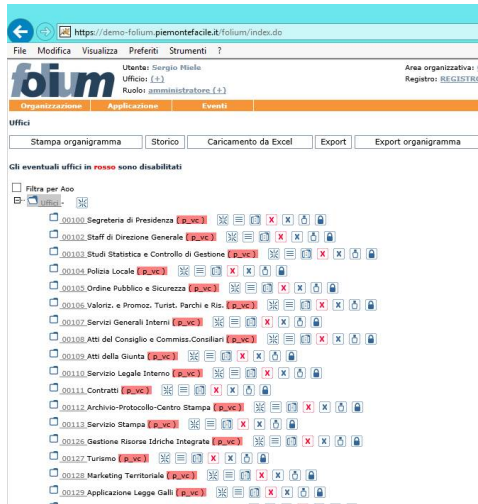 https://demo-folium.piemontefacile.it/folium/index.do
File Modifica Visualizza Preferiti Strumenti ?
folium
Utente: Sergio Miele
Ufficio: (+)
Ruolo: amministratore (+)
Area organizzativa:
Registro: REGISTRO
Organizzazione Applicazione Eventi
Uffici
Stampa organigramma Storico Caricamento da Excel Export Export organigramma
Gli eventuali uffici in rosso sono disabilitati
Filtra per Aoo
Uffici -
00100 Segreteria di Presidenza ( p_vc )
00102 Staff di Direzione Generale ( p_vc )
00103 Studi Statistica e Controllo di Gestione ( p_vc )
00104 Polizia Locale ( p_vc )
00105 Ordine Pubblico e Sicurezza ( p_vc )
00106 Valoriz. e Promoz. Turist. Parchi e Ris. ( p_vc )
00107 Servizi Generali Interni ( p_vc )
00108 Atti del Consiglio e Commiss.Consiliari ( p_vc )
00109 Atti della Giunta ( p_vc )
00110 Servizio Legale Interno ( p_vc )
00111 Contratti ( p_vc )
00112 Archivio-Protocollo-Centro Stampa ( p_vc )
00113 Servizio Stampa ( p_vc )
00126 Gestione Risorse Idriche Integrate ( p_vc )
00127 Turismo ( p_vc )
00128 Marketing Territoriale ( p_vc )
00129 Applicazione Legge Galli ( p_vc )